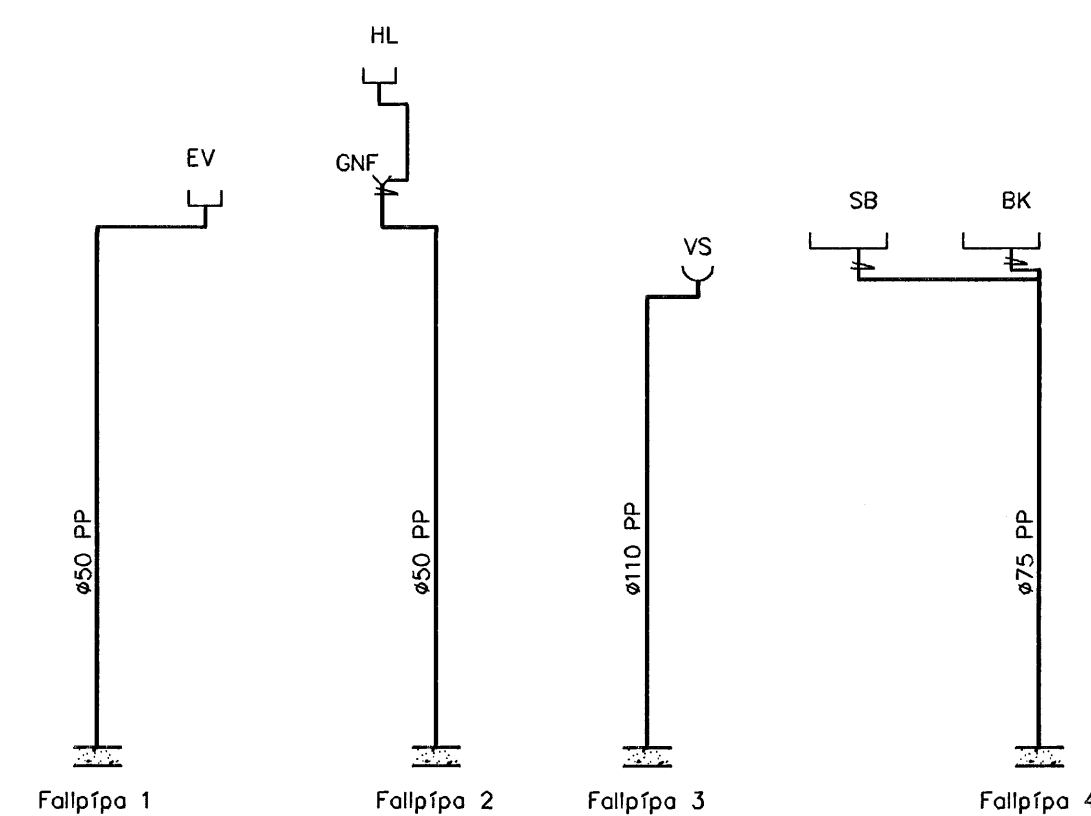 HL
EV
GNF
SB
BK
VS
ø50 PP
ø50 PP
ø110 PP
ø75 PP
Fallpípa 1
Fallpípa 2
Fallpípa 3
Fallpípa 4